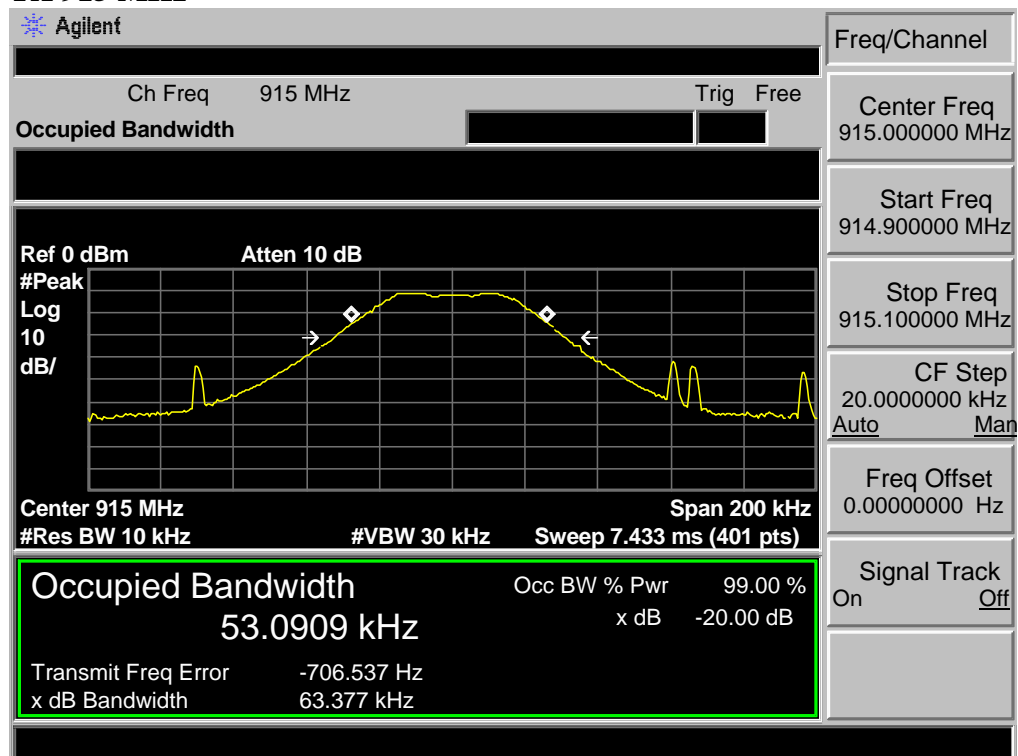 Agilent
Freq/Channel
Ch Freq 915 MHz Trig Free
Occupied Bandwidth
Center Freq
915.000000 MHz
Start Freq
914.900000 MHz
Ref 0 dBm Atten 10 dB
#Peak
Log
10
dB/
Stop Freq
915.100000 MHz
CF Step
20.0000000 kHz
Auto Man
Freq Offset
0.00000000 Hz
Center 915 MHz Span 200 kHz
#Res BW 10 kHz #VBW 30 kHz Sweep 7.433 ms (401 pts)
Signal Track
On Off
Occupied Bandwidth Occ BW % Pwr 99.00 %
53.0909 kHz x dB -20.00 dB
Transmit Freq Error -706.537 Hz
x dB Bandwidth 63.377 kHz